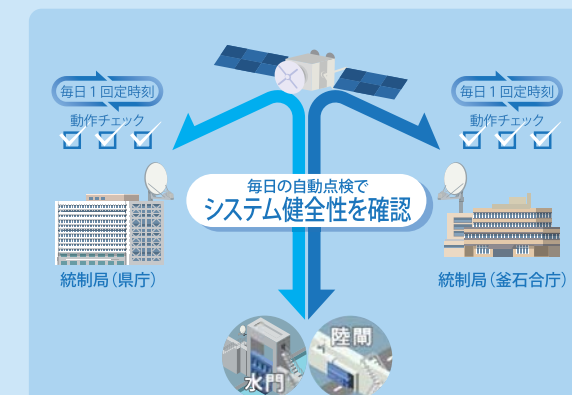 毎日1回定時刻
動作チェック
毎日1回定時刻
動作チェック
毎日の自動点検で
システム健全性を確認
統制局(県庁)
統制局(釜石合庁)
水門
陸閘